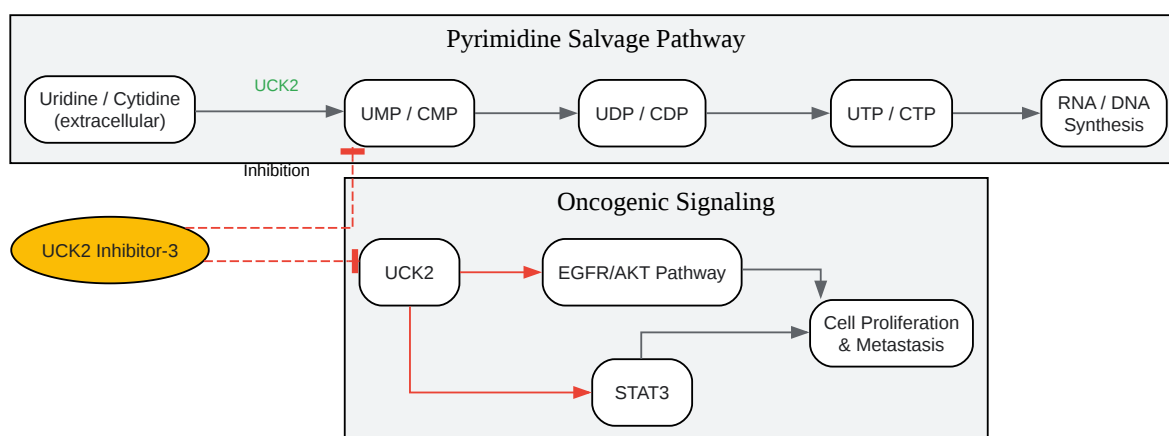 Pyrimidine Salvage Pathway
Uridine / Cytidine
(extracellular)
UCK2
UMP / CMP
UDP / CDP
UTP / CTP
RNA / DNA
Synthesis
Inhibition
UCK2 Inhibitor-3
Oncogenic Signaling
UCK2
EGFR/AKT Pathway
Cell Proliferation
& Metastasis
STAT3